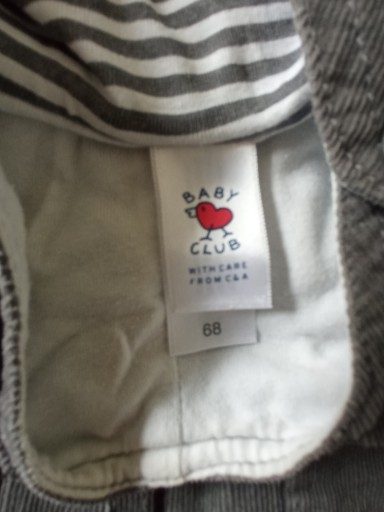 BABY
CLUB
WITH CARE
FROM C&A
68